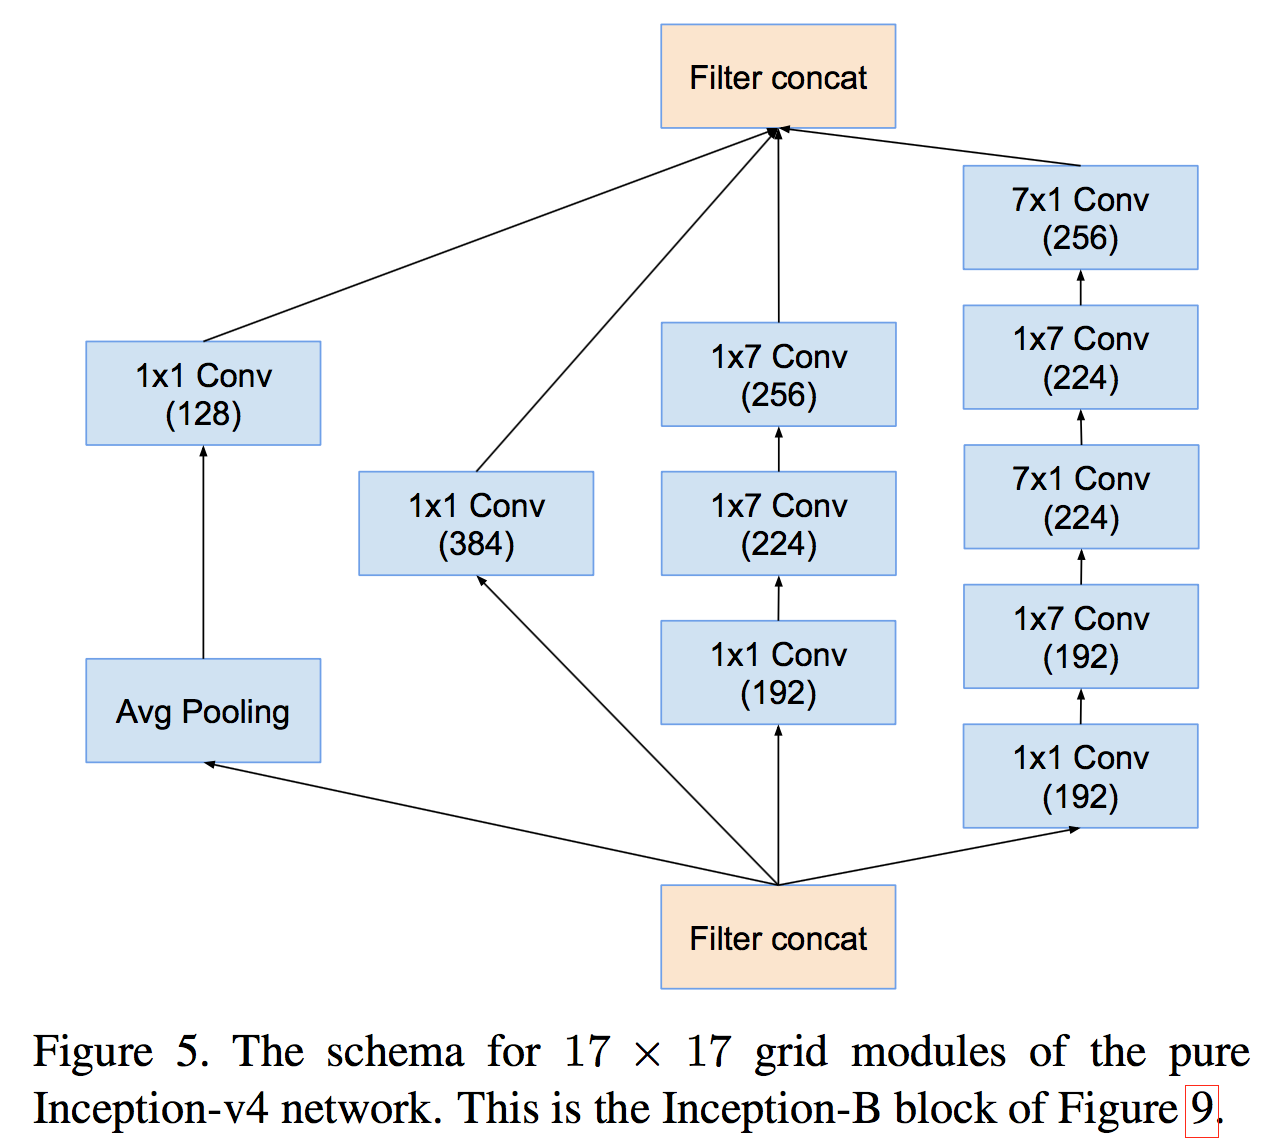 Filter concat
7x1 Conv
(256)
1x7 Conv
(224)
1x7 Conv
(256)
1x1 Conv
(128)
7x1 Conv
(224)
1x1 Conv
(384)
1x7 Conv
(224)
1x7 Conv
(192)
1x1 Conv
(192)
Avg Pooling
1x1 Conv
(192)
Filter concat
Figure 5. The schema for 17 × 17 grid modules of the pure
Inception-v4 network. This is the Inception-B block of Figure 9.